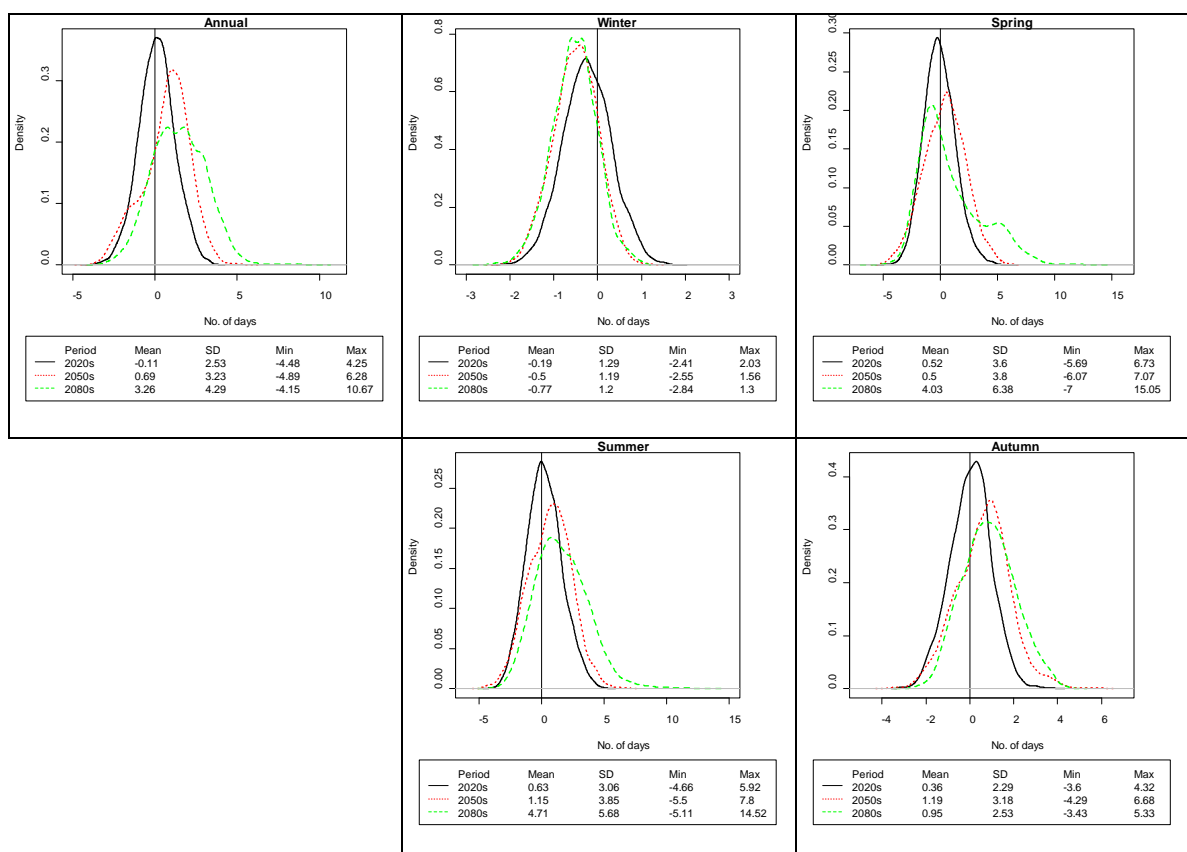 Annual
Density
0.0 0.1 0.2 0.3
-5 0 5 10
No. of days
Period Mean SD Min Max
2020s -0.11 2.53 -4.48 4.25
2050s 0.69 3.23 -4.89 6.28
2080s 3.26 4.29 -4.15 10.67
Winter
Density
0.0 0.2 0.4 0.6 0.8
-3 -2 -1 0 1 2 3
No. of days
Period Mean SD Min Max
2020s -0.19 1.29 -2.41 2.03
2050s -0.5 1.19 -2.55 1.56
2080s -0.77 1.2 -2.84 1.3
Spring
Density
0.00 0.05 0.10 0.15 0.20 0.25 0.30
-5 0 5 10 15
No. of days
Period Mean SD Min Max
2020s 0.52 3.6 -5.69 6.73
2050s 0.5 3.8 -6.07 7.07
2080s 4.03 6.38 -7 15.05
Summer
Density
0.00 0.05 0.10 0.15 0.20 0.25
-5 0 5 10 15
No. of days
Period Mean SD Min Max
2020s 0.63 3.06 -4.66 5.92
2050s 1.15 3.85 -5.5 7.8
2080s 4.71 5.68 -5.11 14.52
Autumn
Density
0.0 0.1 0.2 0.3 0.4
-4 -2 0 2 4 6
No. of days
Period Mean SD Min Max
2020s 0.36 2.29 -3.6 4.32
2050s 1.19 3.18 -4.29 6.68
2080s 0.95 2.53 -3.43 5.33